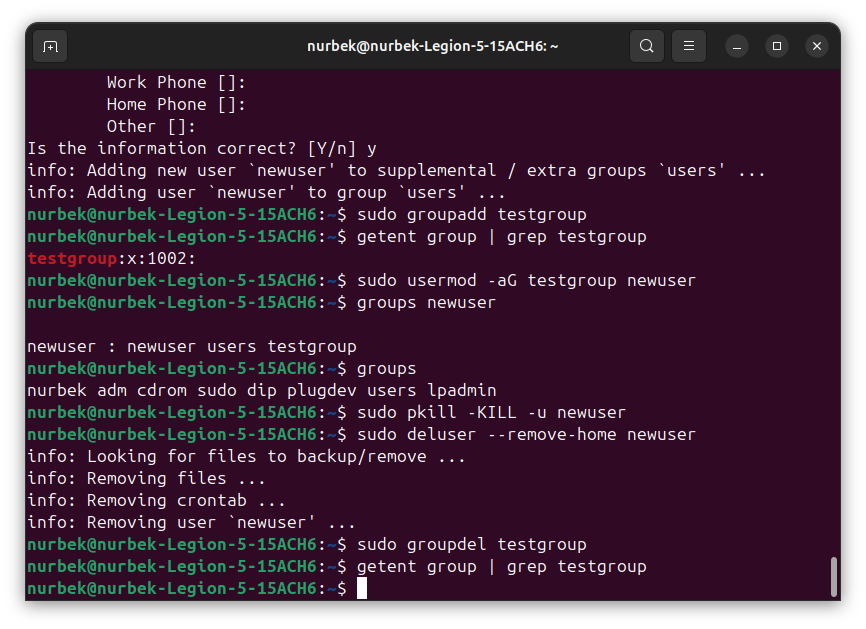 nurbek@nurbek-Legion-5-15ACH6: ~
Work Phone []:
Home Phone []:
Other []:
Is the information correct? [Y/n] y
info: Adding new user `newuser' to supplemental / extra groups `users' ...
info: Adding user `newuser' to group `users' ...
nurbek@nurbek-Legion-5-15ACH6:~$ sudo groupadd testgroup
nurbek@nurbek-Legion-5-15ACH6:~$ getent group | grep testgroup
testgroup:x:1002:
nurbek@nurbek-Legion-5-15ACH6:~$ sudo usermod -aG testgroup newuser
nurbek@nurbek-Legion-5-15ACH6:~$ groups newuser
newuser : newuser users testgroup
nurbek@nurbek-Legion-5-15ACH6:~$ groups
nurbek adm cdrom sudo dip plugdev users lpadmin
nurbek@nurbek-Legion-5-15ACH6:~$ sudo pkill -KILL -u newuser
nurbek@nurbek-Legion-5-15ACH6:~$ sudo deluser --remove-home newuser
info: Looking for files to backup/remove ...
info: Removing files ...
info: Removing crontab ...
info: Removing user `newuser' ...
nurbek@nurbek-Legion-5-15ACH6:~$ sudo groupdel testgroup
nurbek@nurbek-Legion-5-15ACH6:~$ getent group | grep testgroup
nurbek@nurbek-Legion-5-15ACH6:~$